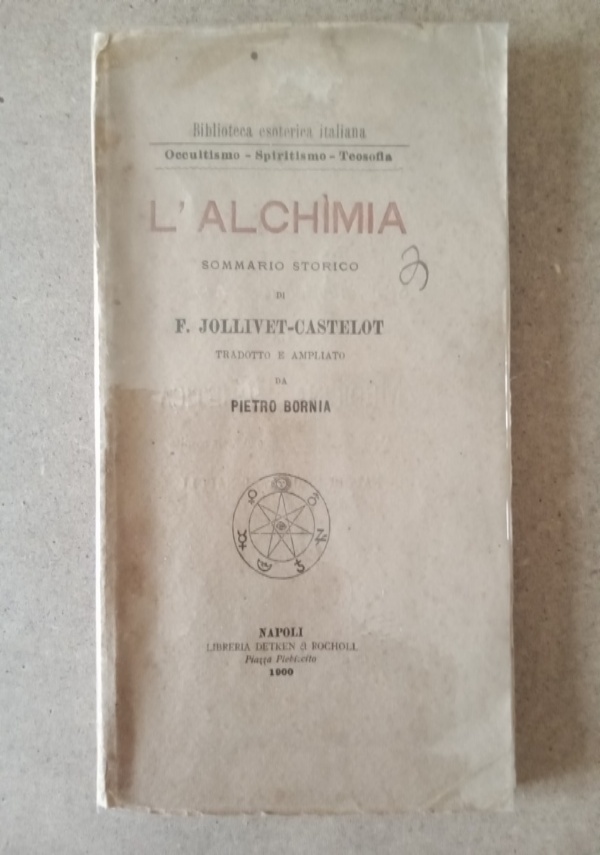 Biblioteca esoterica italiana
Occultismo - Spiritismo - Teosofia
L'ALCHÌMIA
SOMMARIO STORICO
DI
F. JOLLIVET-CASTELOT
TRADOTTO E AMPLIATO
DA
PIETRO BORNIA
NAPOLI
LIBRERIA DETKEN & ROCHOLL
Piazza Plebiscito
1900